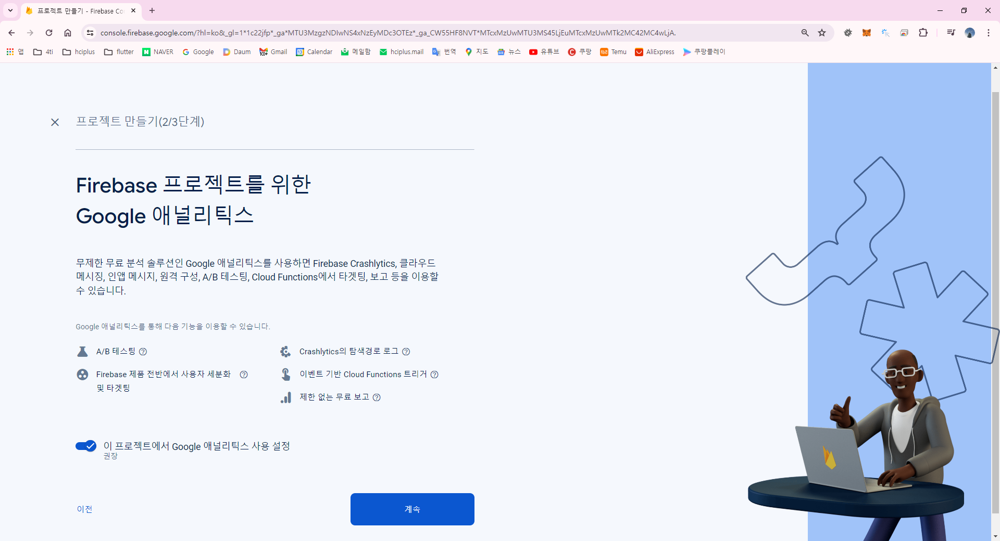 프로젝트 만들기 - Firebase Co
console.firebase.google.com/?hl=ko&_gl=1*1c22jfp*_ga*MTU3MzgzNDIwNS4xNzEyMDc3OTEz*_ga_CW55HF8NVT*MTcxMzUwMTU3MS45LjEuMTcxMzUwMTk2MC42MC4wLjA.
앱 4ti hciplus flutter NAVER Google Daum Gmail Calendar 메일함 hciplus.mail 번역 지도 뉴스 유튜브 쿠팡 Temu AliExpress 쿠팡플레이
프로젝트 만들기(2/3단계)
Firebase 프로젝트를 위한
Google 애널리틱스
무제한 무료 분석 솔루션인 Google 애널리틱스를 사용하면 Firebase Crashlytics, 클라우드
메시징, 인앱 메시지, 원격 구성, A/B 테스팅, Cloud Functions에서 타겟팅, 보고 등을 이용할
수 있습니다.
Google 애널리틱스를 통해 다음 기능을 이용할 수 있습니다.
A/B 테스팅
Firebase 제품 전반에서 사용자 세분화
및 타겟팅
Crashlytics의 탐색경로 로그
이벤트 기반 Cloud Functions 트리거
제한 없는 무료 보고
이 프로젝트에서 Google 애널리틱스 사용 설정
권장
이전
계속